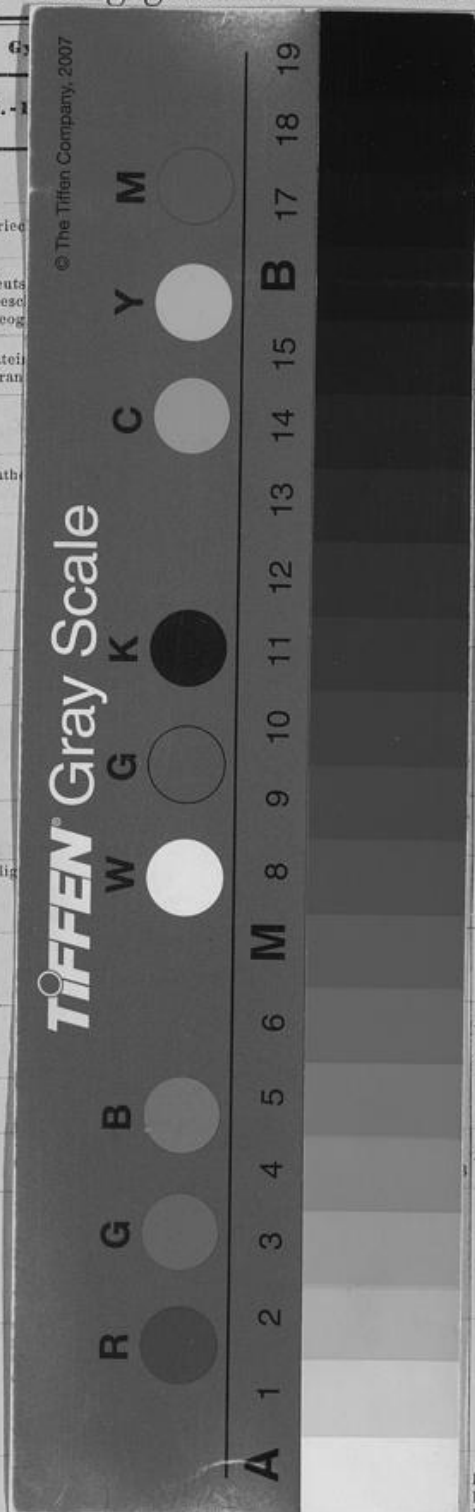 © The Tiffen Company, 2007
TIFFEN® Gray Scale
R G B W G K C Y M
A 1 2 3 4 5 6 M 8 9 10 11 12 13 14 15 B 17 18 19